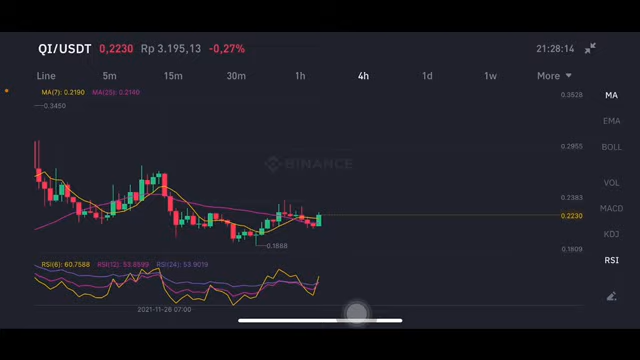 QI/USDT 0,2230 Rp 3.195,13 -0,27% 21:28:14
Line 5m 15m 30m 1h 4h 1d 1w More
MA(7): 0.2190 MA(25): 0.2140
0.3450
0.3528
0.2955
0.2383
0.2230
0.1809
BINANCE
0.1888
MA
EMA
BOLL
VOL
MACD
KDJ
RSI
RSI(6): 60.7588 RSI(12): 53.8599 RSI(24): 53.9019
2021-11-28 07:00